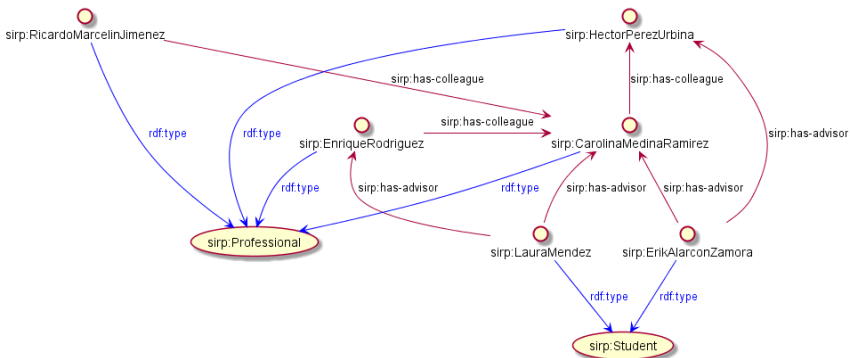 sirp:RicardoMarcelinJimenez
sirp:HectorPerezUrbina
sirp:has-colleague
sirp:has-colleague
rdf:type
rdf:type
sirp:has-colleague
sirp:has-advisor
sirp:EnriqueRodriguez
sirp:CarolinaMedinaRamirez
rdf:type
sirp:has-advisor
rdf:type
sirp:has-advisor
sirp:has-advisor
sirp:Professional
sirp:LauraMendez
sirp:ErikAlarconZamora
rdf:type
rdf:type
sirp:Student